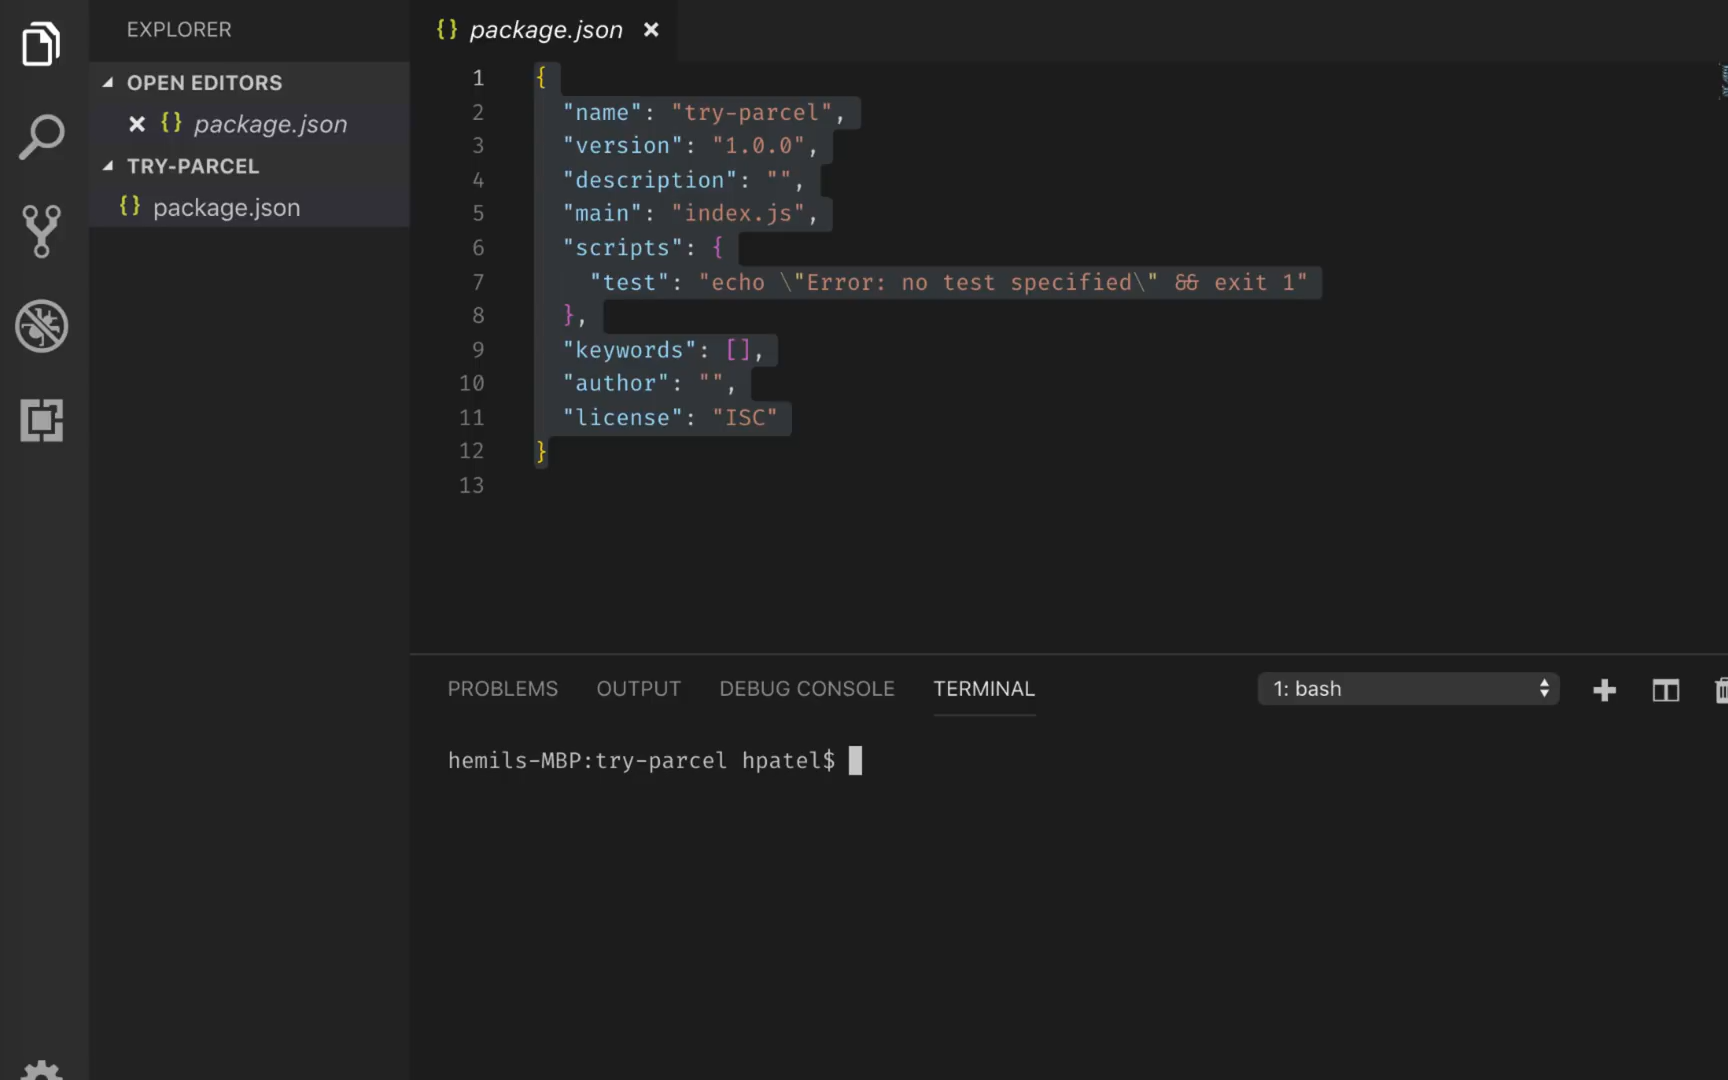 EXPLORER
OPEN EDITORS
{} package.json
TRY-PARCEL
{} package.json
{} package.json
1 {
2 "name": "try-parcel",
3 "version": "1.0.0",
4 "description": "",
5 "main": "index.js",
6 "scripts": {
7 "test": "echo \"Error: no test specified\" && exit 1"
8 },
9 "keywords": [],
10 "author": "",
11 "license": "ISC"
12 }
13
PROBLEMS OUTPUT DEBUG CONSOLE TERMINAL 1: bash
hemils-MBP:try-parcel hpatel$